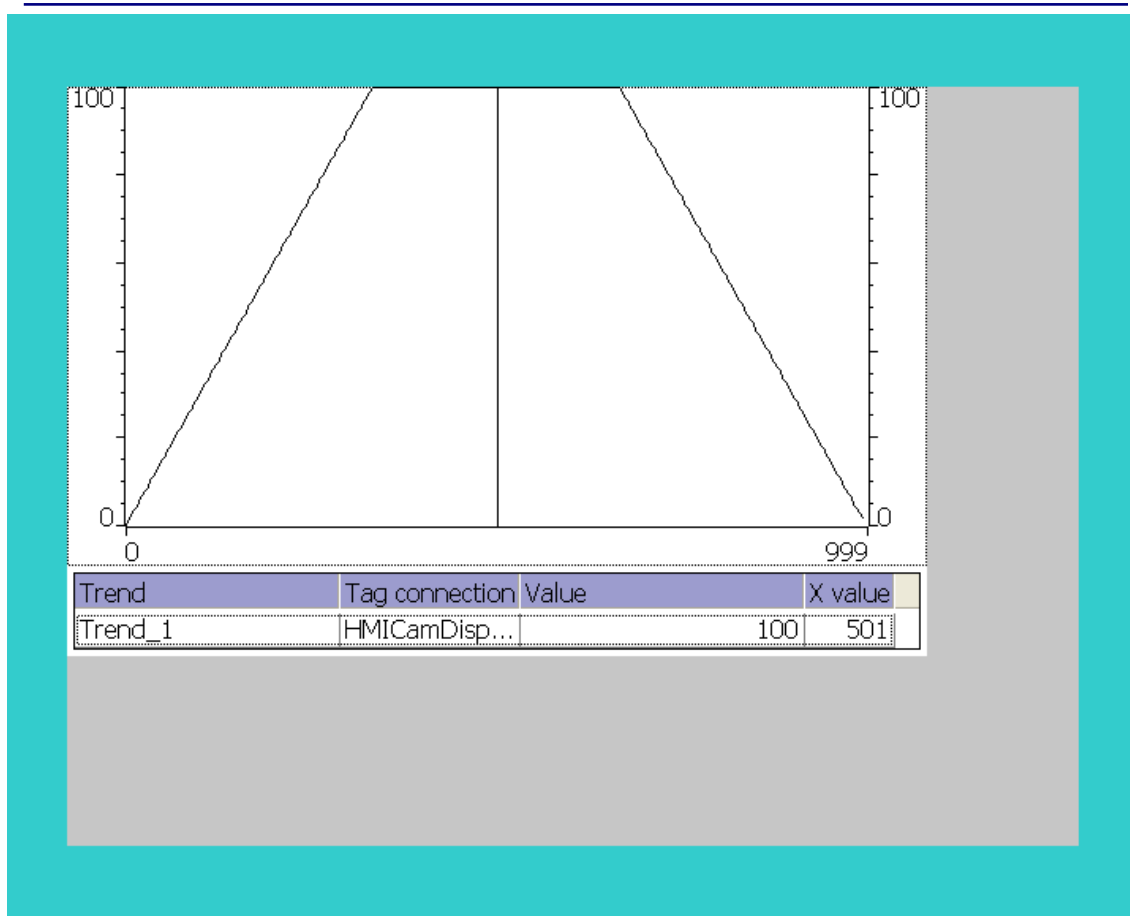 100 100
0 0
0 999
Trend Tag connection Value X value
Trend_1 HMICamDisp... 100 501